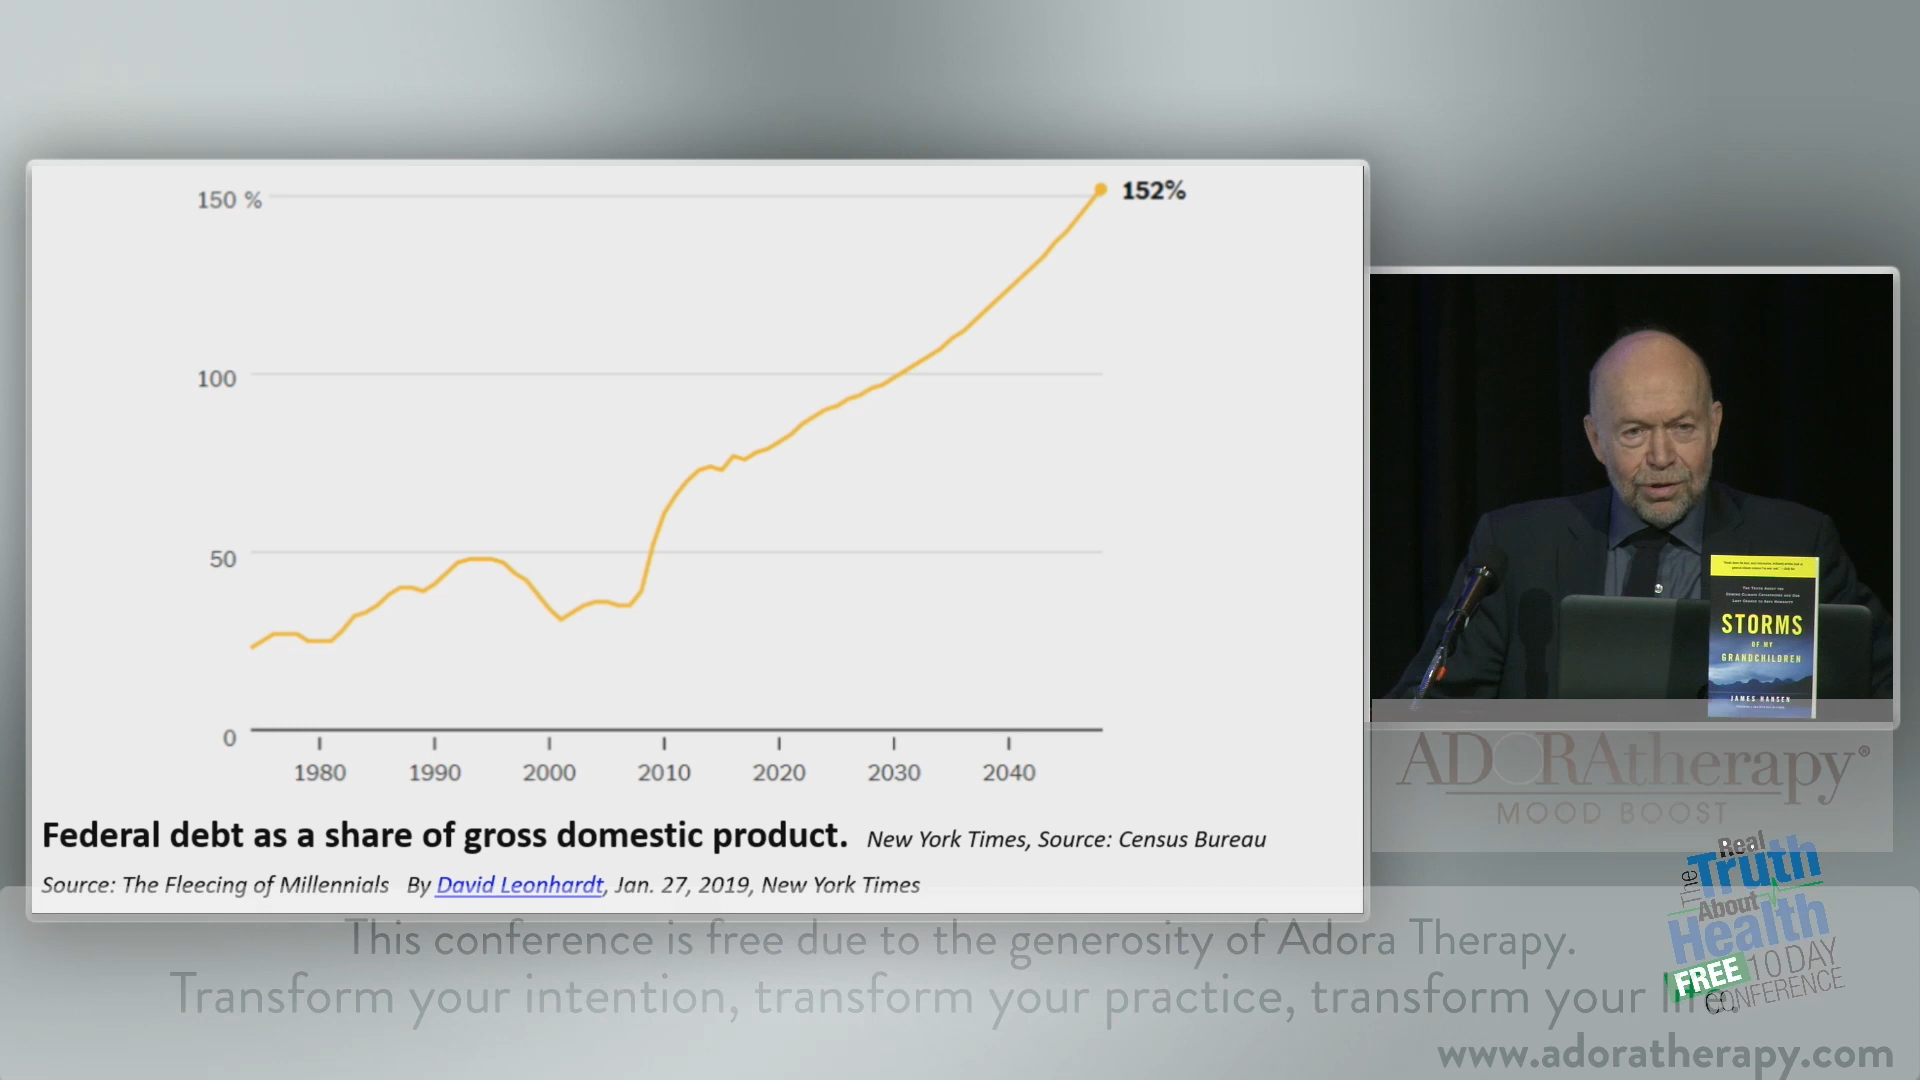 150 %
152%
100
50
0
1980 1990 2000 2010 2020 2030 2040
Federal debt as a share of gross domestic product. New York Times, Source: Census Bureau
Source: The Fleecing of Millennials By David Leonhardt, Jan. 27, 2019, New York Times
STORMS
OF MY
GRANDCHILDREN
JAMES HANSEN
ADORAtherapy®
MOOD BOOST
The Real
Truth
About
Health
FREE 10 DAY
CONFERENCE
This conference is free due to the generosity of Adora Therapy.
Transform your intention, transform your practice, transform your life.
www.adoratherapy.com